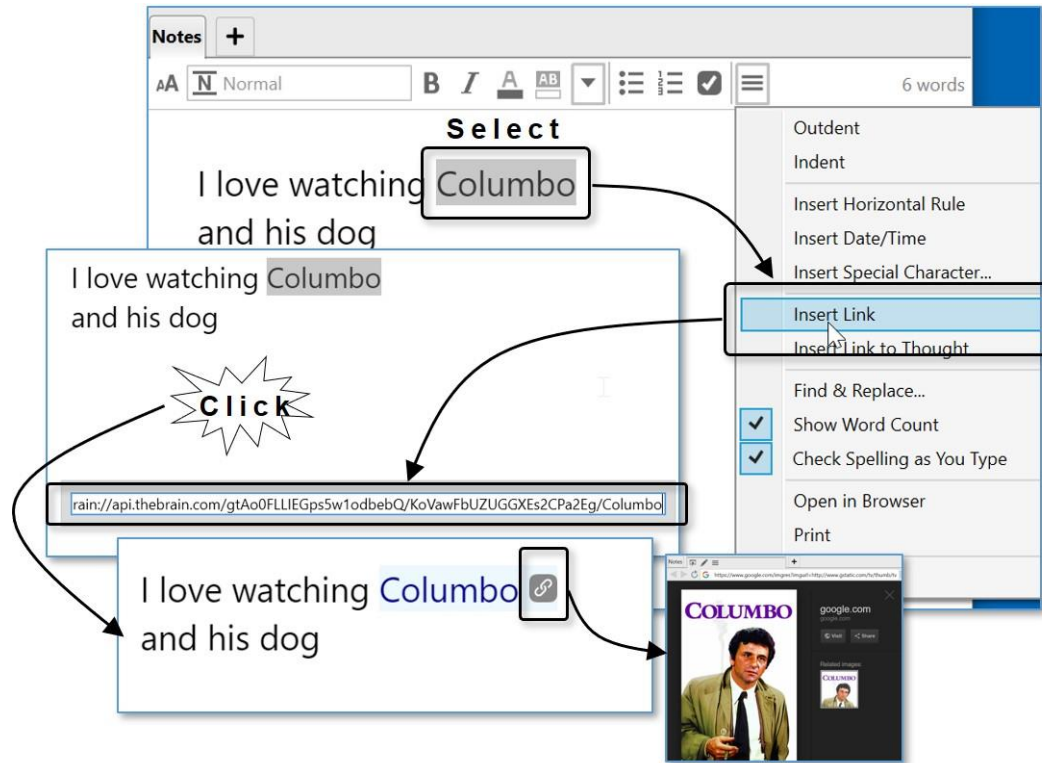 Notes +
AA N Normal B I A AB 6 words
Select
I love watching Columbo
and his dog
Outdent
Indent
Insert Horizontal Rule
Insert Date/Time
Insert Special Character...
Insert Link
Insert Link to Thought
Find & Replace...
Show Word Count
Check Spelling as You Type
Open in Browser
Print
I love watching Columbo
and his dog
Click
rain://api.thebrain.com/gtAo0FLLIEGps5w1odbebQ/KoVawFbUZUGGXEs2CPa2Eg/Columbo
I love watching Columbo
and his dog
Notes +
COLUMBO
google.com
google.com
Visit Share
Related images:
COLUMBO